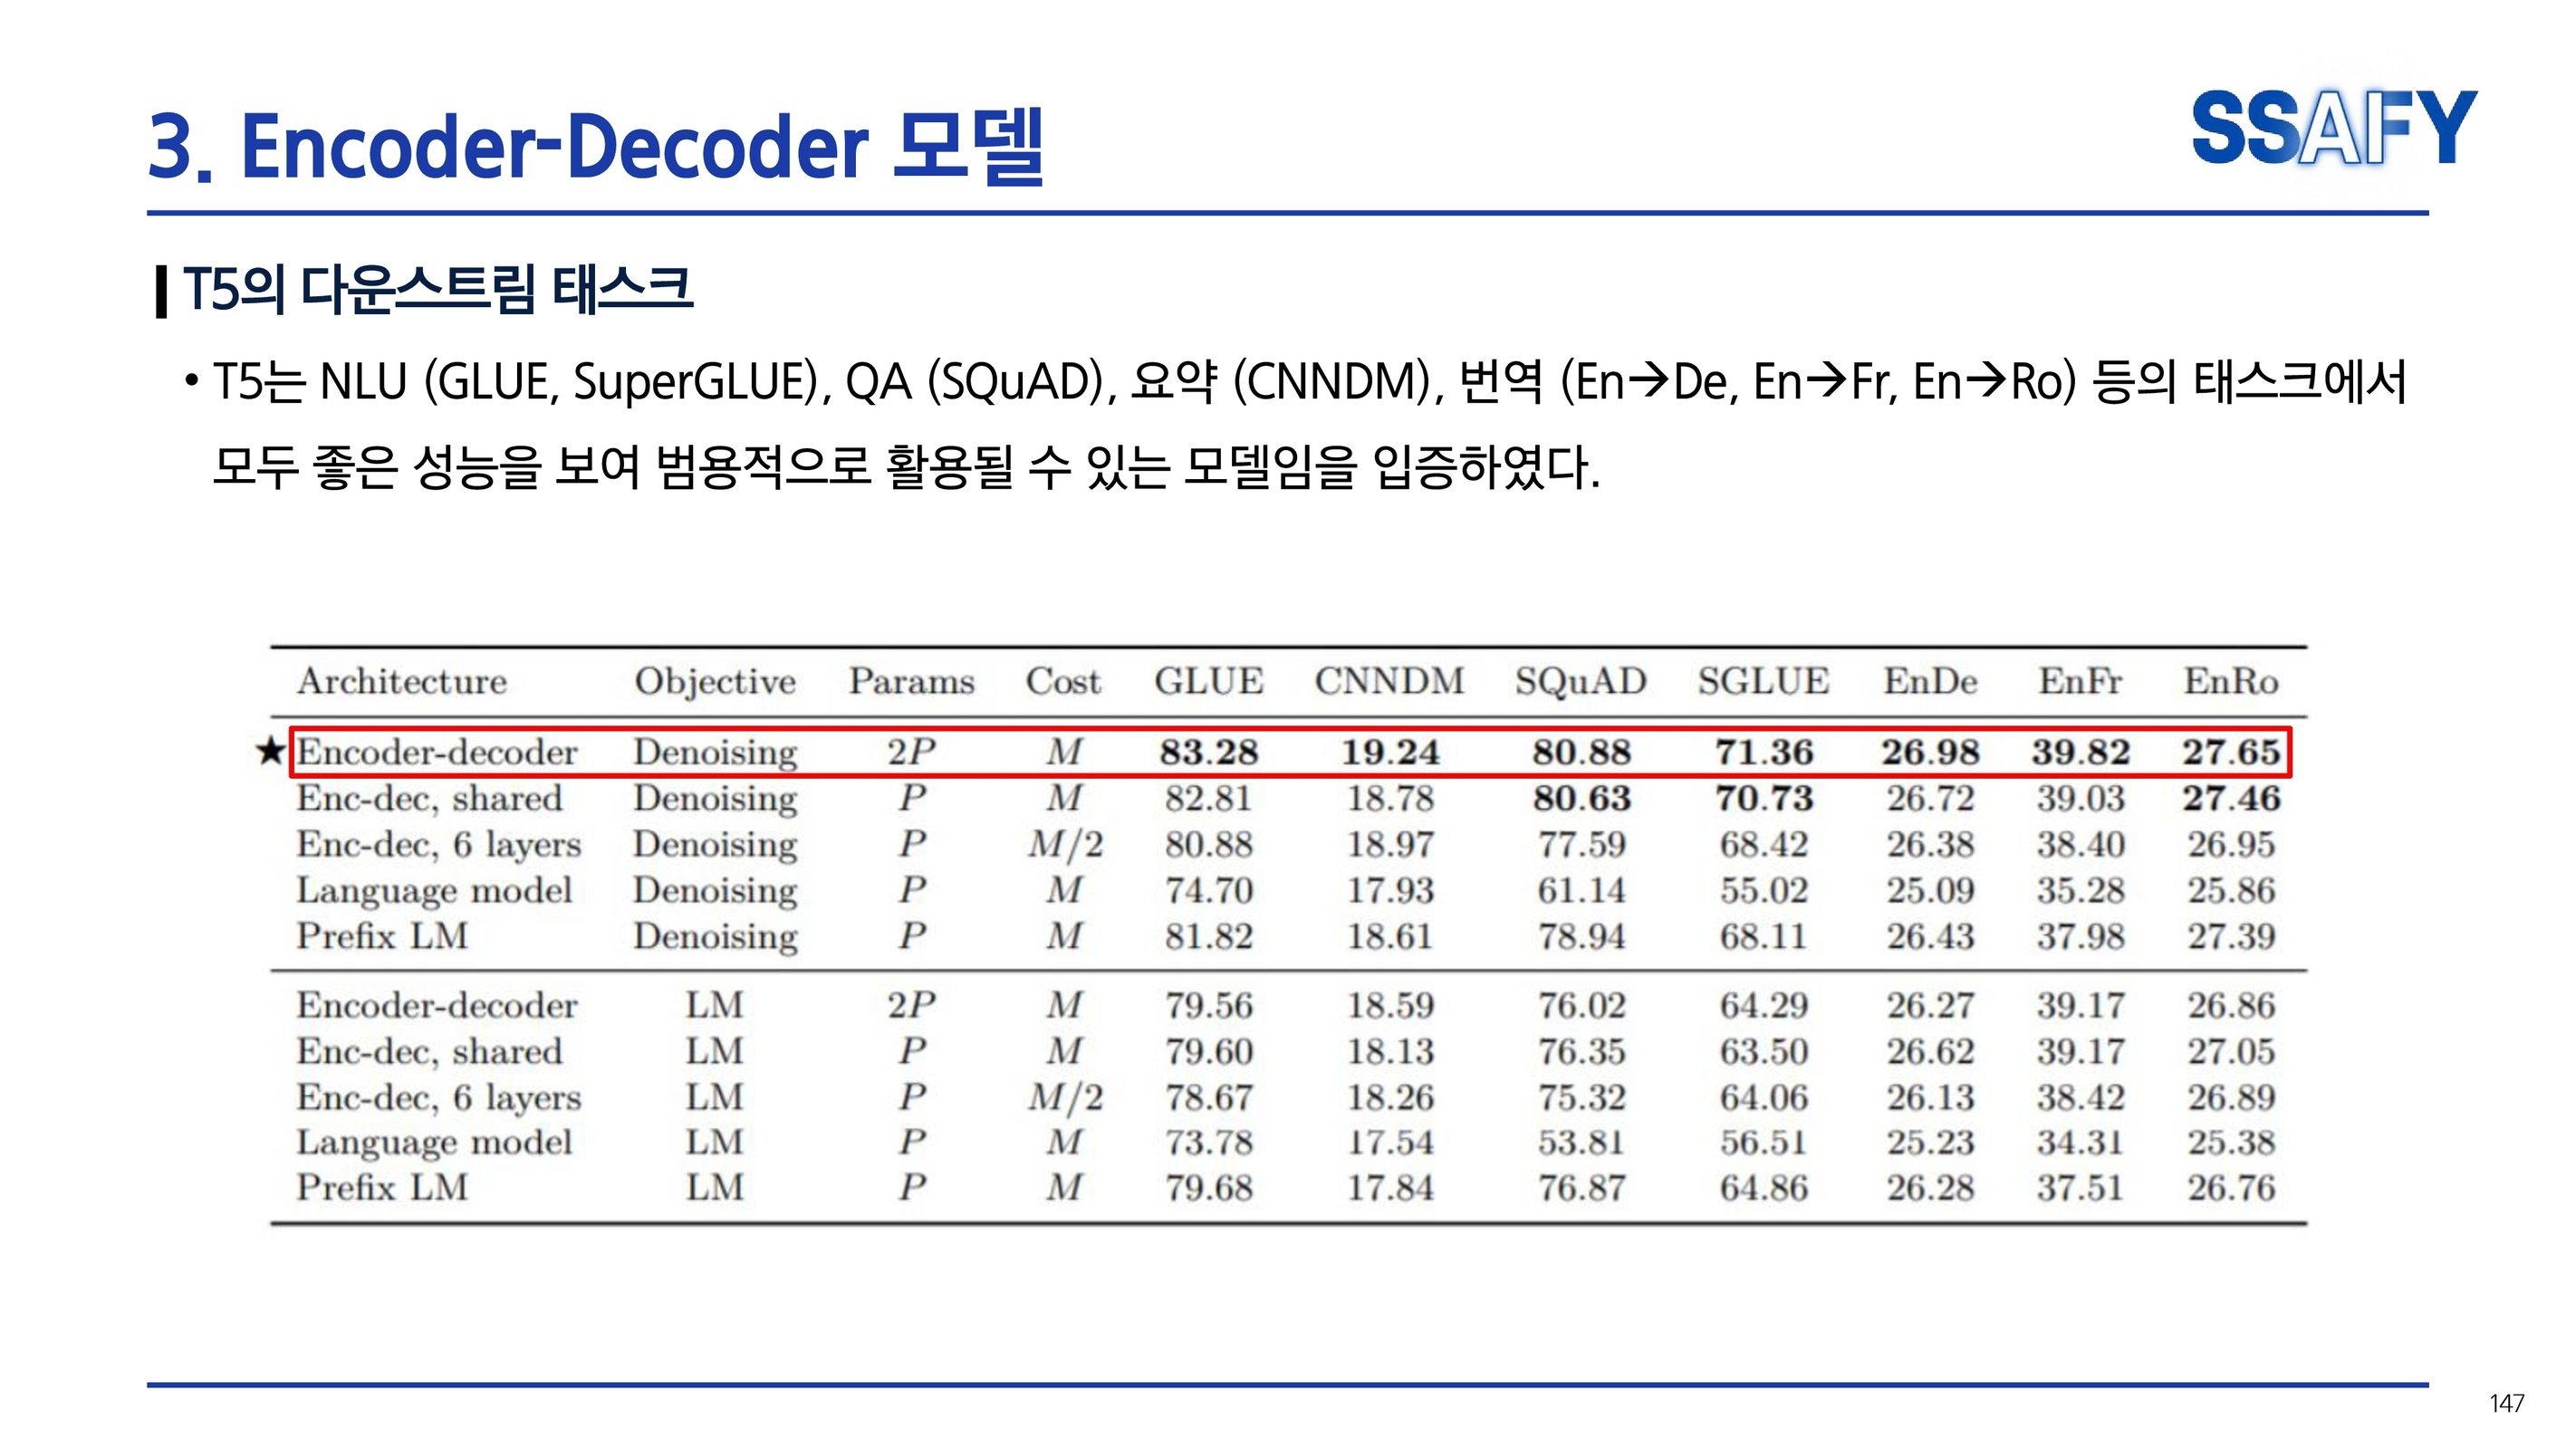 3. Encoder-Decoder 모델
SSAFY
T5의 다운스트림 태스크
• T5는 NLU (GLUE, SuperGLUE), QA (SQuAD), 요약 (CNNDM), 번역 (En→De, En→Fr, En→Ro) 등의 태스크에서
모두 좋은 성능을 보여 범용적으로 활용될 수 있는 모델임을 입증하였다.
Architecture Objective Params Cost GLUE CNNDM SQuAD SGLUE EnDe EnFr EnRo
★ Encoder-decoder Denoising 2P M 83.28 19.24 80.88 71.36 26.98 39.82 27.65
Enc-dec, shared Denoising P M 82.81 18.78 80.63 70.73 26.72 39.03 27.46
Enc-dec, 6 layers Denoising P M/2 80.88 18.97 77.59 68.42 26.38 38.40 26.95
Language model Denoising P M 74.70 17.93 61.14 55.02 25.09 35.28 25.86
Prefix LM Denoising P M 81.82 18.61 78.94 68.11 26.43 37.98 27.39
Encoder-decoder LM 2P M 79.56 18.59 76.02 64.29 26.27 39.17 26.86
Enc-dec, shared LM P M 79.60 18.13 76.35 63.50 26.62 39.17 27.05
Enc-dec, 6 layers LM P M/2 78.67 18.26 75.32 64.06 26.13 38.42 26.89
Language model LM P M 73.78 17.54 53.81 56.51 25.23 34.31 25.38
Prefix LM LM P M 79.68 17.84 76.87 64.86 26.28 37.51 26.76
147